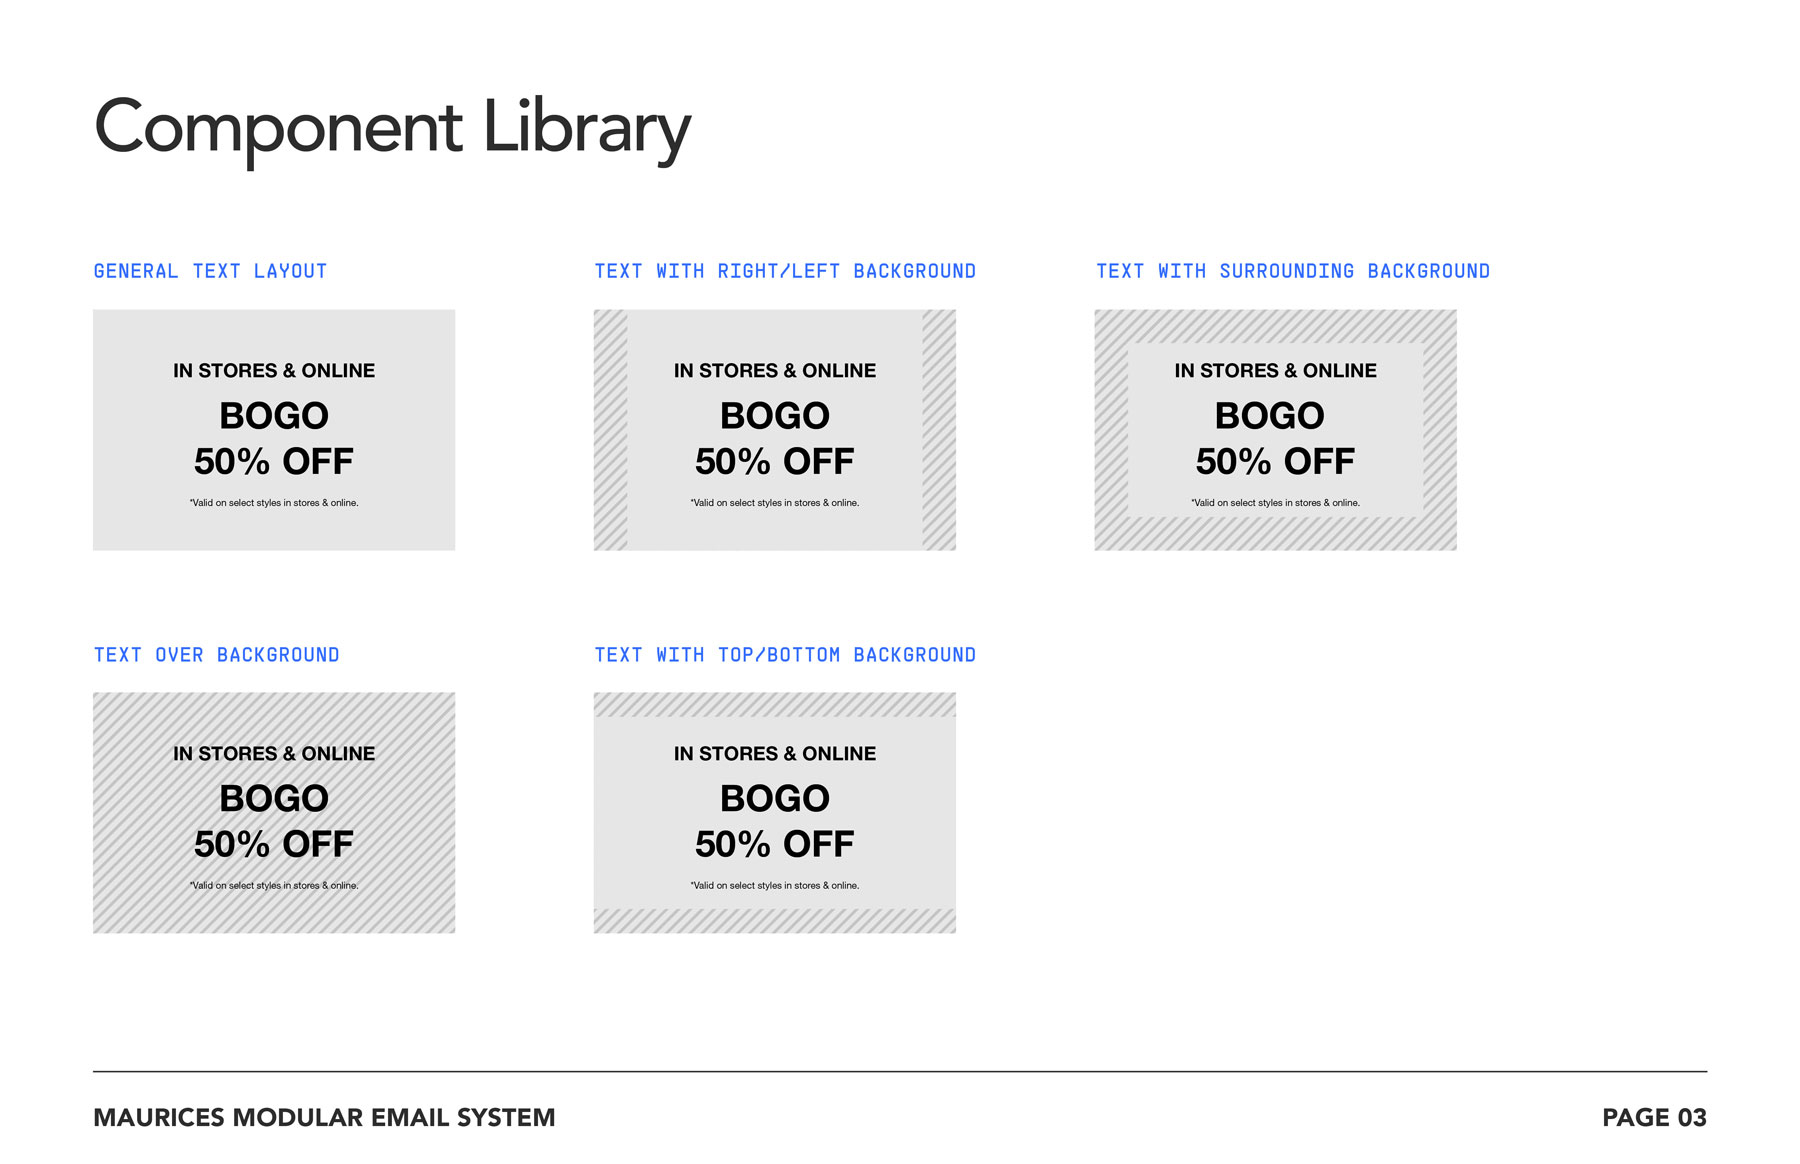 Component Library
GENERAL TEXT LAYOUT
IN STORES & ONLINE
BOGO
50% OFF
*Valid on select styles in stores & online.
TEXT WITH RIGHT/LEFT BACKGROUND
IN STORES & ONLINE
BOGO
50% OFF
*Valid on select styles in stores & online.
TEXT WITH SURROUNDING BACKGROUND
IN STORES & ONLINE
BOGO
50% OFF
*Valid on select styles in stores & online.
TEXT OVER BACKGROUND
IN STORES & ONLINE
BOGO
50% OFF
*Valid on select styles in stores & online.
TEXT WITH TOP/BOTTOM BACKGROUND
IN STORES & ONLINE
BOGO
50% OFF
*Valid on select styles in stores & online.
MAURICES MODULAR EMAIL SYSTEM
PAGE 03